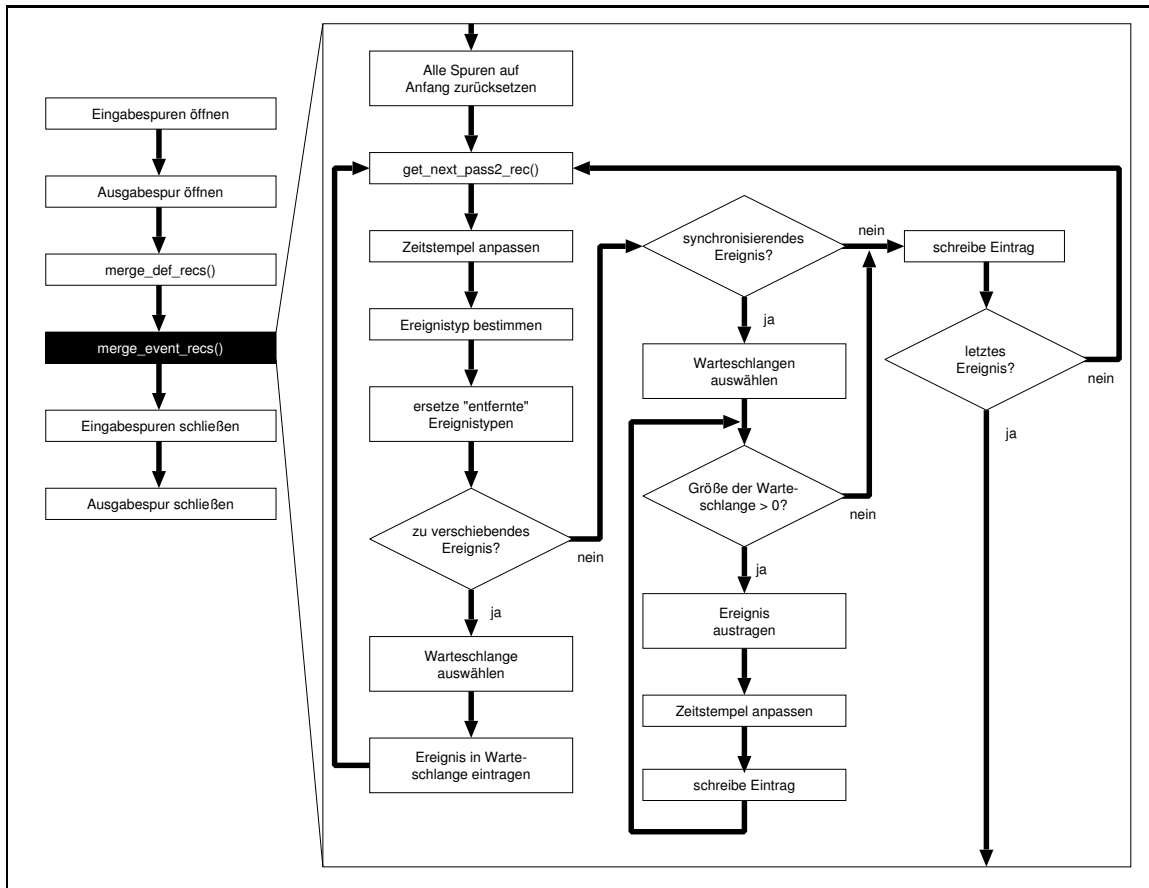 Eingabespuren öffnen
Ausgabespur öffnen
merge_def_recs()
merge_event_recs()
Eingabespuren schließen
Ausgabespur schließen
Alle Spuren auf
Anfang zurücksetzen
get_next_pass2_rec()
Zeitstempel anpassen
Ereignistyp bestimmen
ersetze "entfernte"
Ereignistypen
zu verschiebendes
Ereignis?
nein
ja
Warteschlange
auswählen
Ereignis in Warte-
schlange eintragen
synchronisierendes
Ereignis?
nein
ja
Warteschlangen
auswählen
Größe der Warte-
schlange > 0?
nein
ja
Ereignis
austragen
Zeitstempel anpassen
schreibe Eintrag
schreibe Eintrag
letztes
Ereignis?
nein
ja